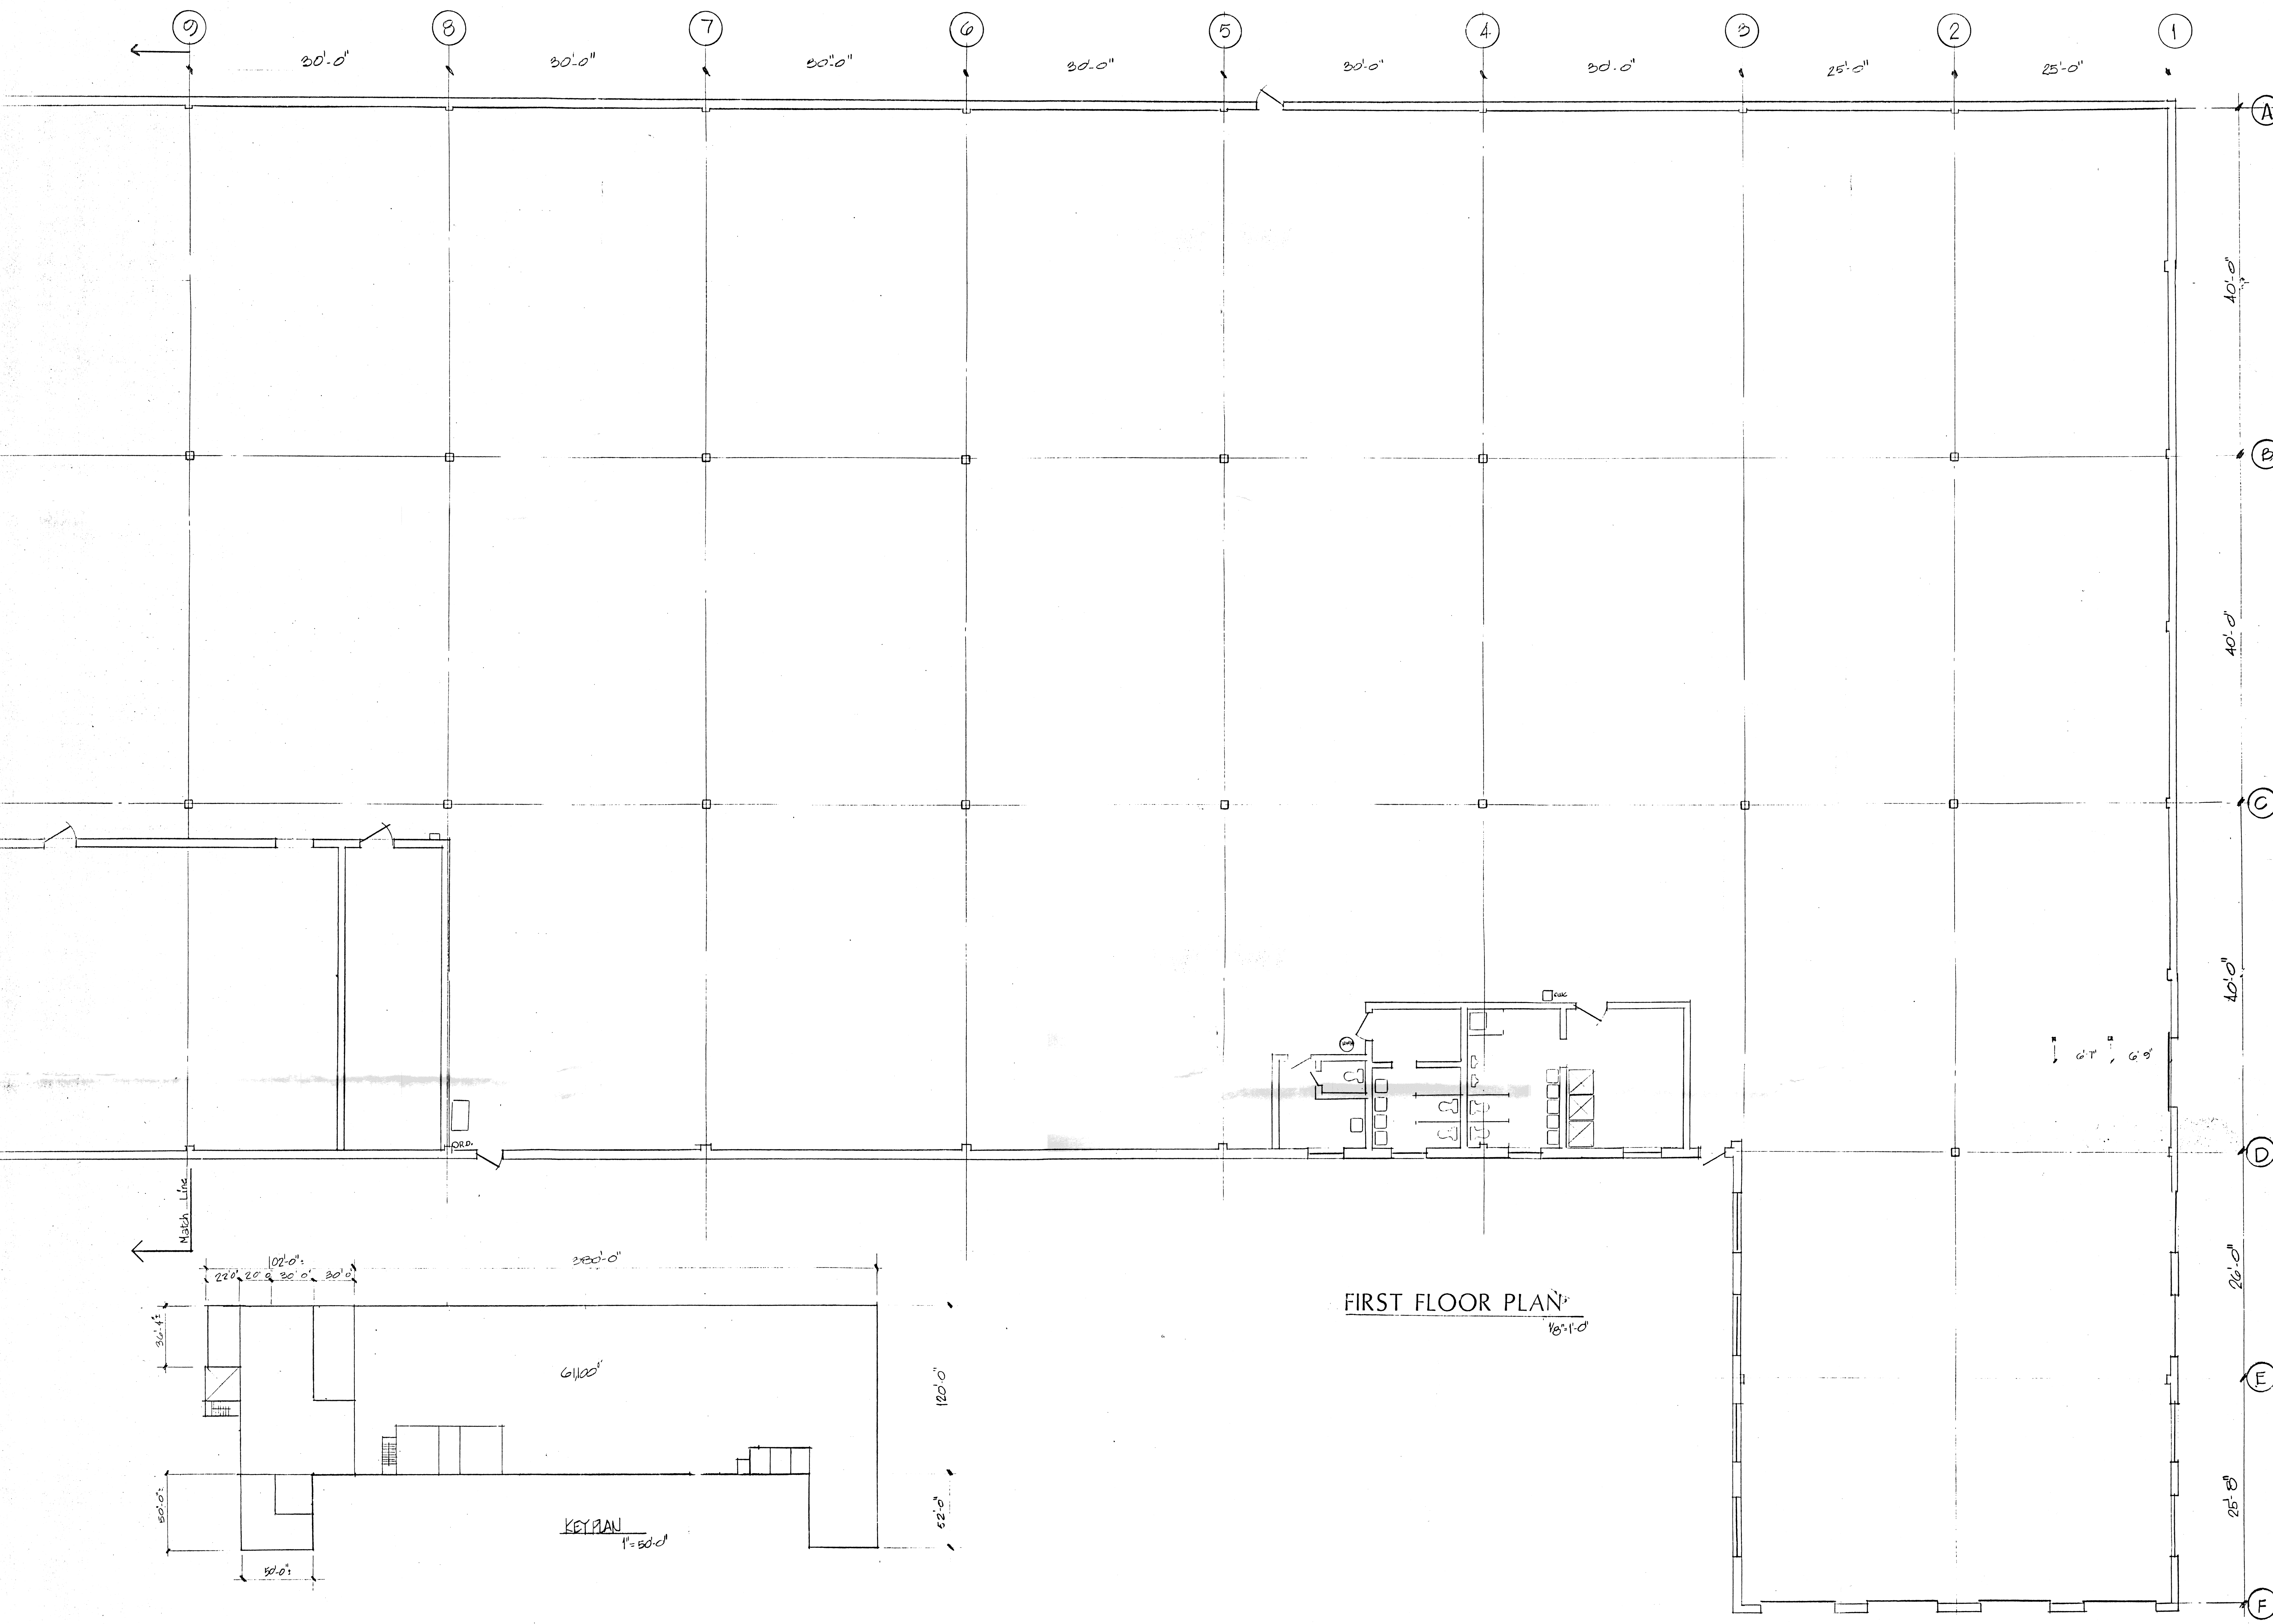 9 8 7 6 5 4 3 2 1
30'-0" 30'-0" 30"0" 30'-0" 30'-0" 30'-0" 25'-0" 25'-0"
A
40'-0"
B
40'-0"
C
40'-0"
6'7" 6'9"
D
26'-0"
E
25'-8"
F
O.R.D.
Match Line
102'-0"± 380'-0"
22'0" 20'0 30'0" 30'0"
36'-4"±
61,100'
120'-0"
50'-0"±
52'-0"
50'-0"±
KEY PLAN
1"=50'-0"
FIRST FLOOR PLAN
1/8"=1'-0"